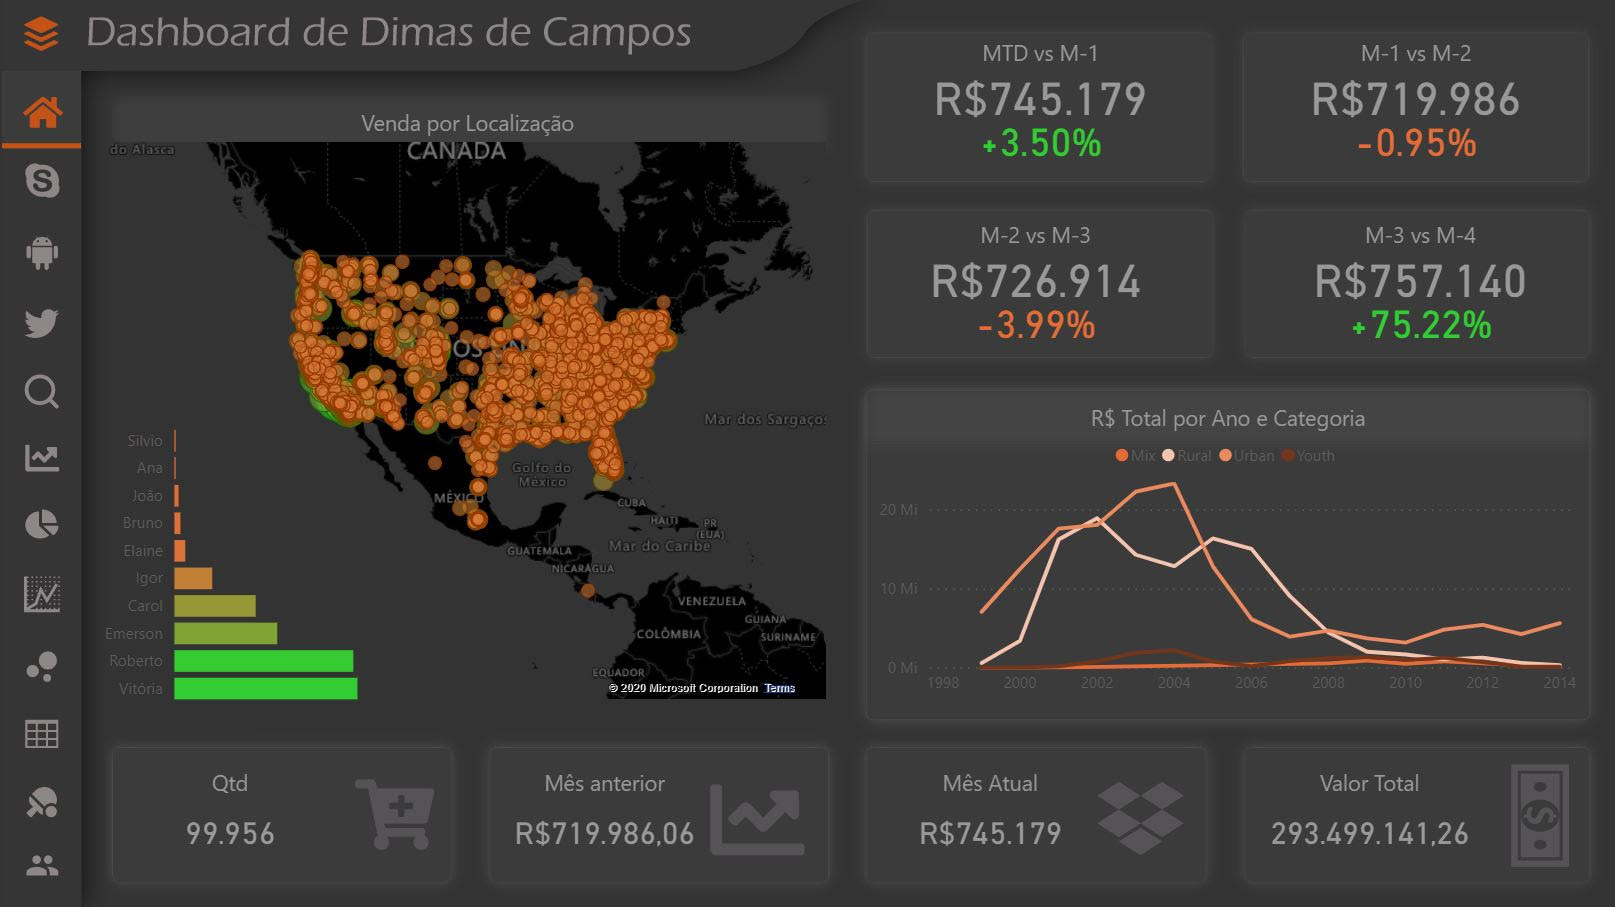 Dashboard de Dimas de Campos
Venda por Localização
do Alasca
CANADÁ
OS UN
Mar dos Sargaços
Golfo do
México
MÉXICO
CUBA
HAITI
PR
(EUA)
Mar do Caribe
GUATEMALA
NICARÁGUA
VENEZUELA
GUIANA
SURINAME
COLÔMBIA
EQUADOR
© 2020 Microsoft Corporation Terms
Silvio
Ana
João
Bruno
Elaine
Igor
Carol
Emerson
Roberto
Vitória
MTD vs M-1
R$745.179
+3.50%
M-1 vs M-2
R$719.986
-0.95%
M-2 vs M-3
R$726.914
-3.99%
M-3 vs M-4
R$757.140
+75.22%
R$ Total por Ano e Categoria
Mix Rural Urban Youth
20 Mi
10 Mi
0 Mi
1998 2000 2002 2004 2006 2008 2010 2012 2014
Qtd
99.956
Mês anterior
R$719.986,06
Mês Atual
R$745.179
Valor Total
293.499.141,26